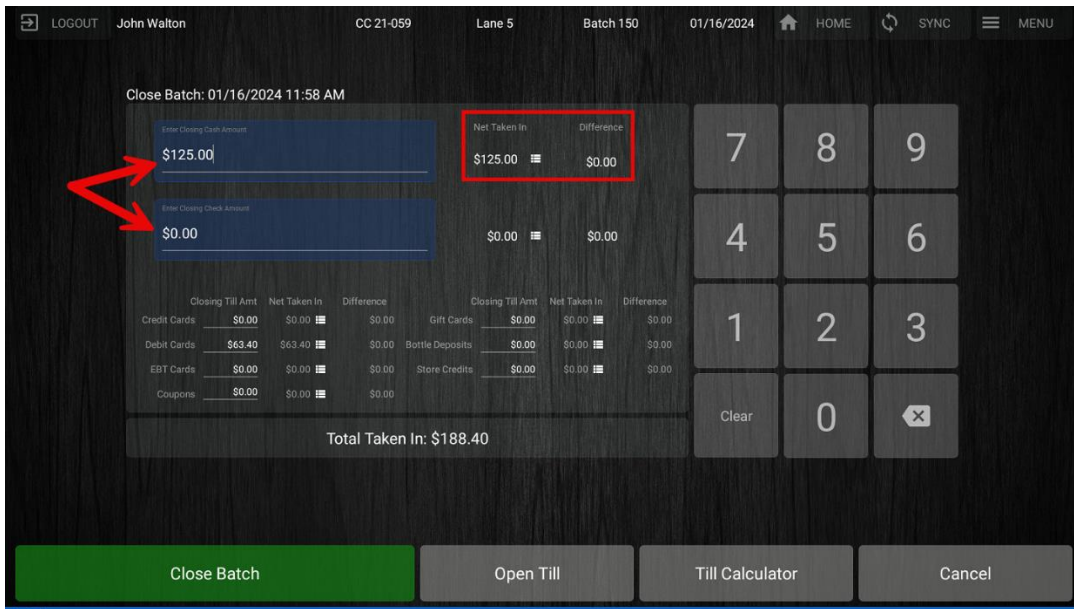 LOGOUT John Walton CC 21-059 Lane 5 Batch 150 01/16/2024 HOME SYNC MENU
Close Batch: 01/16/2024 11:58 AM
Enter Closing Cash Amount Net Taken In Difference
$125.00 $125.00 $0.00
Enter Closing Check Amount
$0.00 $0.00 $0.00
Closing Till Amt Net Taken In Difference Closing Till Amt Net Taken In Difference
Credit Cards $0.00 $0.00 $0.00 Gift Cards $0.00 $0.00 $0.00
Debit Cards $63.40 $63.40 $0.00 Bottle Deposits $0.00 $0.00 $0.00
EBT Cards $0.00 $0.00 $0.00 Store Credits $0.00 $0.00 $0.00
Coupons $0.00 $0.00 $0.00
Total Taken In: $188.40
7 8 9
4 5 6
1 2 3
Clear 0
Close Batch Open Till Till Calculator Cancel